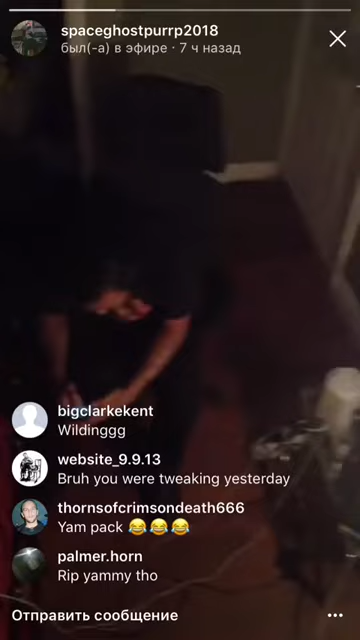 spaceghostpurrp2018
был(-а) в эфире · 7 ч назад
bigclarkekent
Wildinggg
website_9.9.13
Bruh you were tweaking yesterday
thornsofcrimsondeath666
Yam pack 😂😂😂
palmer.horn
Rip yammy tho
Отправить сообщение